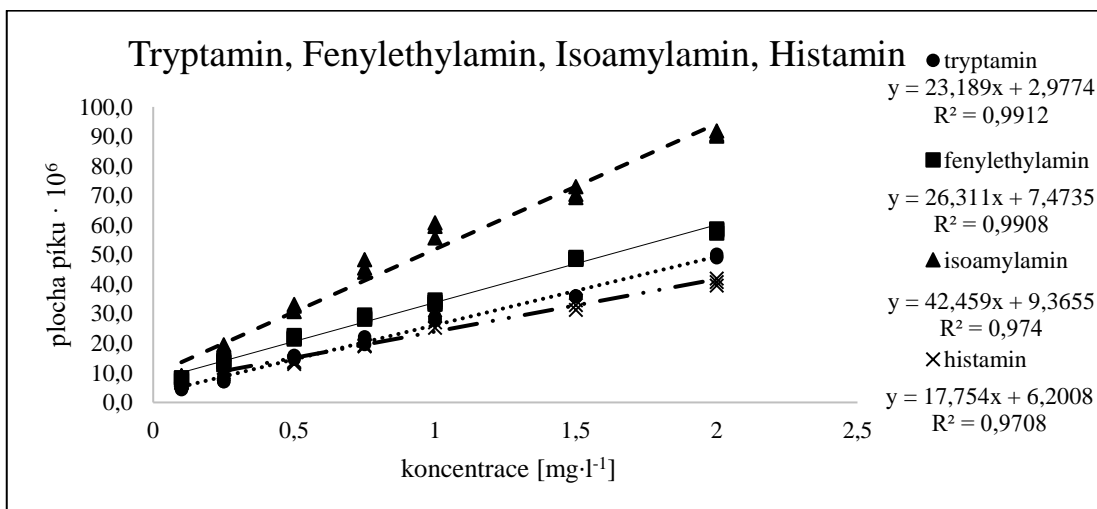 Tryptamin, Fenylethylamin, Isoamylamin, Histamin
plocha píku · 10⁶
100,0
90,0
80,0
70,0
60,0
50,0
40,0
30,0
20,0
10,0
0,0
0
0,5
1
1,5
2
2,5
koncentrace [mg·l⁻¹]
tryptamin
y = 23,189x + 2,9774
R² = 0,9912
fenylethylamin
y = 26,311x + 7,4735
R² = 0,9908
isoamylamin
y = 42,459x + 9,3655
R² = 0,974
histamin
y = 17,754x + 6,2008
R² = 0,9708